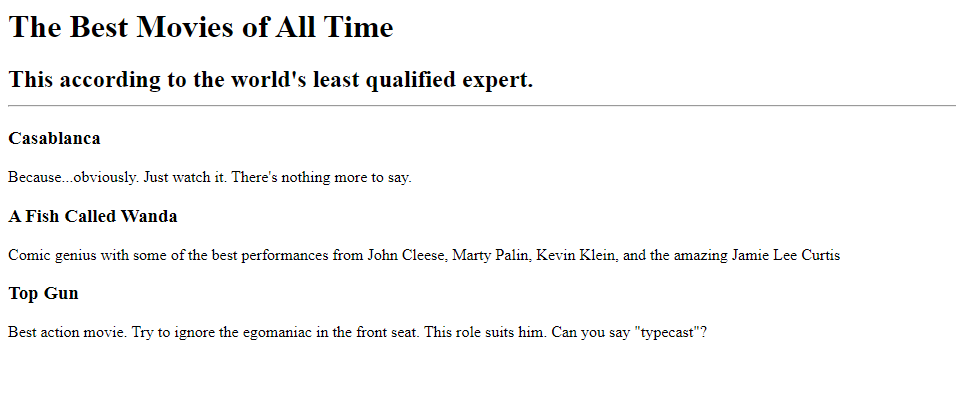 The Best Movies of All Time
This according to the world's least qualified expert.
Casablanca
Because...obviously. Just watch it. There's nothing more to say.
A Fish Called Wanda
Comic genius with some of the best performances from John Cleese, Marty Palin, Kevin Klein, and the amazing Jamie Lee Curtis
Top Gun
Best action movie. Try to ignore the egomaniac in the front seat. This role suits him. Can you say "typecast"?